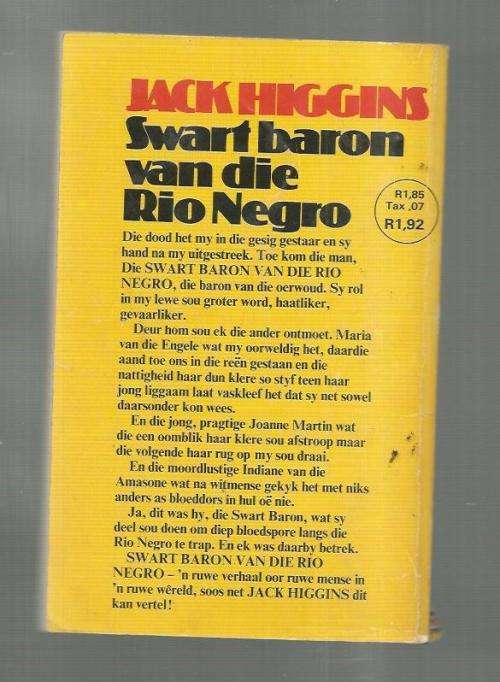 JACK HIGGINS
Swart baron
van die
Rio Negro
R1,85
Tax ,07
R1,92
Die dood het my in die gesig gestaar en sy
hand na my uitgestreek. Toe kom die man,
Die SWART BARON VAN DIE RIO
NEGRO, die baron van die oerwoud. Sy rol
in my lewe sou groter word, haatliker,
gevaarliker.
Deur hom sou ek die ander ontmoet. Maria
van die Engele wat my oorweldig het, daardie
aand toe ons in die reën gestaan en die
nattigheid haar dun klere so styf teen haar
jong liggaam laat vaskleef het dat sy net sowel
daarsonder kon wees.
En die jong, pragtige Joanne Martin wat
die een oomblik haar klere sou afstroop maar
die volgende haar rug op my sou draai.
En die moordlustige Indiane van die
Amasone wat na witmense gekyk het met niks
anders as bloeddors in hul oë nie.
Ja, dit was hy, die Swart Baron, wat sy
deel sou doen om diep bloedspore langs die
Rio Negro te trap. En ek was daarby betrek.
SWART BARON VAN DIE RIO
NEGRO – 'n ruwe verhaal oor ruwe mense in
'n ruwe wêreld, soos net JACK HIGGINS dit
kan vertel!